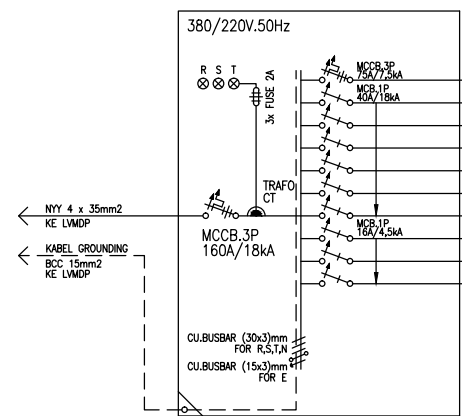 380/220V.50Hz
R S T
3x FUSE 2A
MCCB.3P
75A/7,5kA
MCB.1P
40A/18kA
TRAFO
CT
NYY 4 x 35mm2
KE LVMDP
MCCB.3P
160A/18kA
MCB.1P
16A/4,5kA
KABEL GROUNDING
BCC 15mm2
KE LVMDP
CU.BUSBAR (30x3)mm
FOR R,S,T,N
CU.BUSBAR (15x3)mm
FOR E